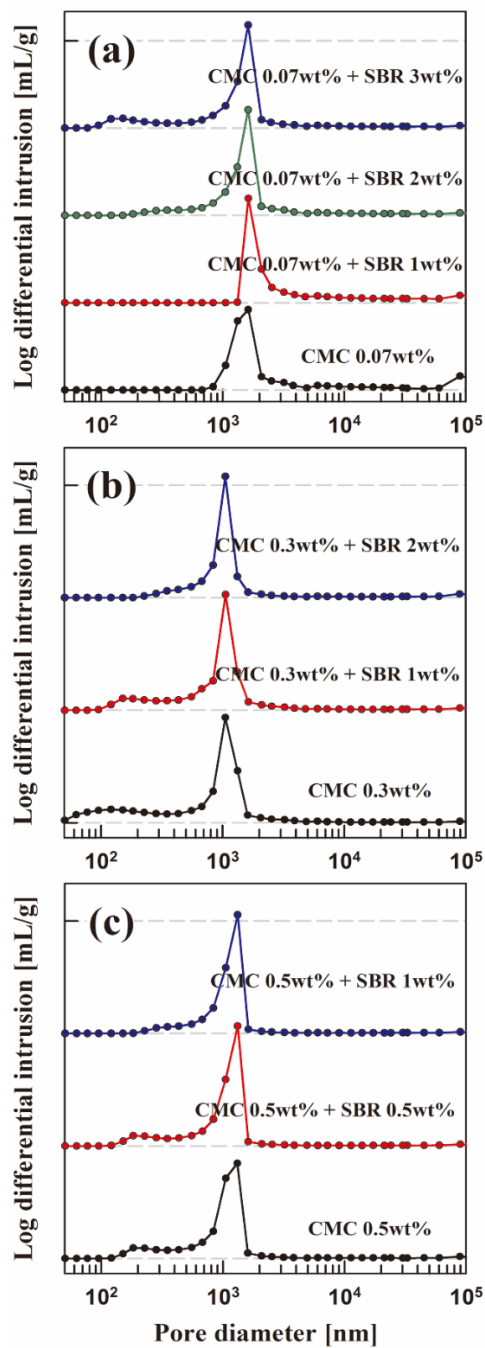 (a)
CMC 0.07wt% + SBR 3wt%
CMC 0.07wt% + SBR 2wt%
CMC 0.07wt% + SBR 1wt%
CMC 0.07wt%
Log differential intrusion [mL/g]
10² 10³ 10⁴ 10⁵
(b)
CMC 0.3wt% + SBR 2wt%
CMC 0.3wt% + SBR 1wt%
CMC 0.3wt%
Log differential intrusion [mL/g]
10² 10³ 10⁴ 10⁵
(c)
CMC 0.5wt% + SBR 1wt%
CMC 0.5wt% + SBR 0.5wt%
CMC 0.5wt%
Log differential intrusion [mL/g]
10² 10³ 10⁴ 10⁵
Pore diameter [nm]